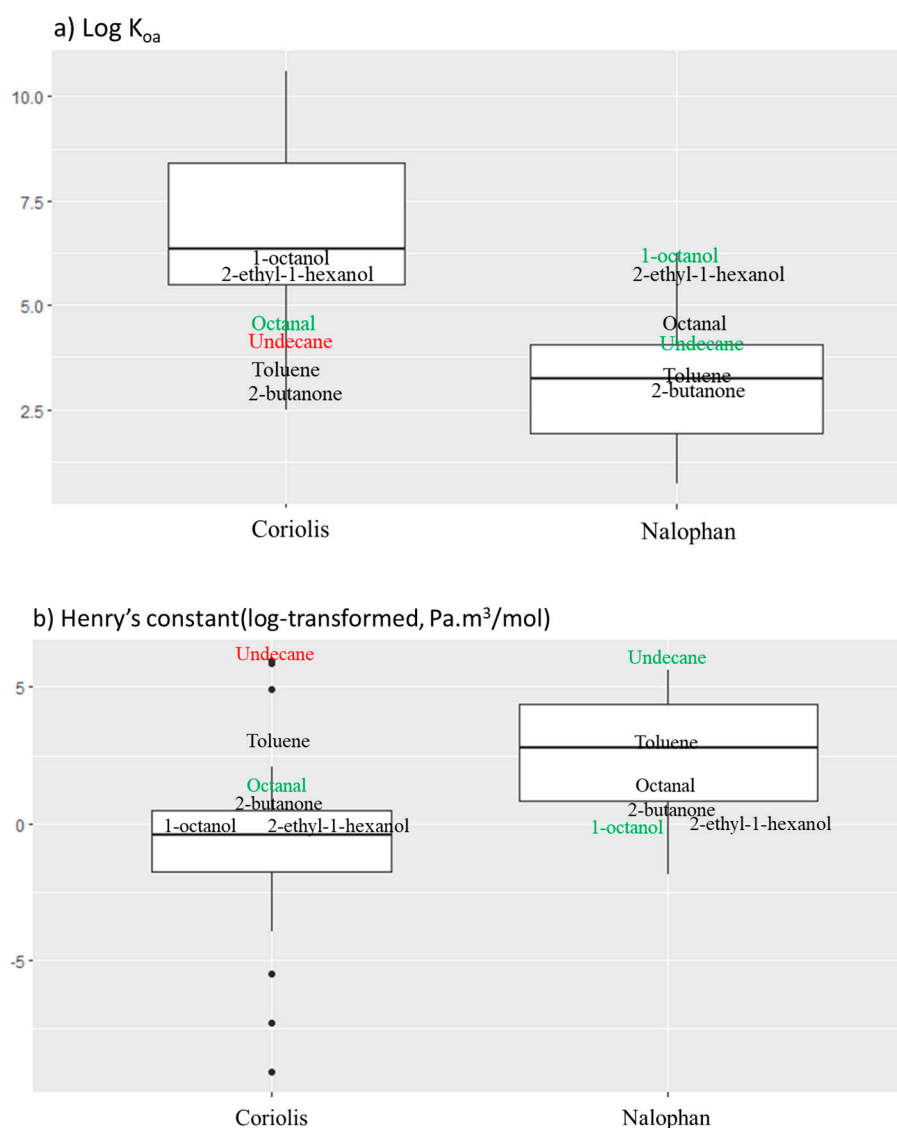 a) Log Koa
10.0
7.5
5.0
2.5
1-octanol
2-ethyl-1-hexanol
Octanal
Undecane
Toluene
2-butanone
1-octanol
2-ethyl-1-hexanol
Octanal
Undecane
Toluene
2-butanone
Coriolis
Nalophan
b) Henry's constant(log-transformed, Pa.m³/mol)
5
0
-5
Undecane
Toluene
Octanal
2-butanone
1-octanol
2-ethyl-1-hexanol
Undecane
Toluene
Octanal
2-butanone
1-octanol
2-ethyl-1-hexanol
Coriolis
Nalophan